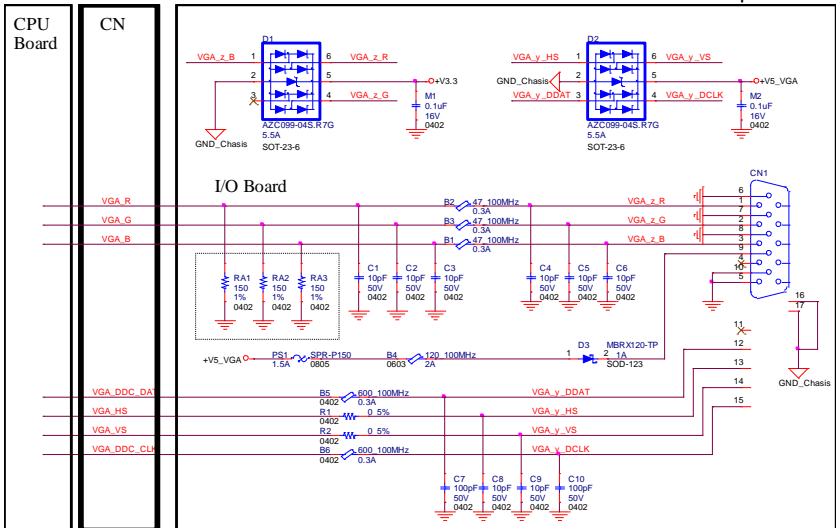 CPU
Board
CN
D1
VGA_z_B 1 6 VGA_z_R
2 5 +V3.3
3 4 VGA_z_G
M1
0.1uF
16V
0402
AZC099-04S.R7G
5.5A
SOT-23-6
GND_Chasis
D2
VGA_y_HS 1 6 VGA_y_VS
GND_Chasis 2 5 +V5_VGA
VGA_y_DDAT 3 4 VGA_y_DCLK
M2
0.1uF
16V
0402
AZC099-04S.R7G
5.5A
SOT-23-6
I/O Board
CN1
VGA_R B2 47_100MHz VGA_z_R
0.3A
VGA_G B3 47_100MHz VGA_z_G
0.3A
VGA_B B1 47_100MHz VGA_z_B
0.3A
6
1
7
2
8
3
9
4
10
5
RA1
150
1%
0402
RA2
150
1%
0402
RA3
150
1%
0402
C1
10pF
50V
0402
C2
10pF
50V
0402
C3
10pF
50V
0402
C4
10pF
50V
0402
C5
10pF
50V
0402
C6
10pF
50V
0402
16
17
11
12
13
14
15
GND_Chasis
+V5_VGA PS1 SPR-P150 B4 120_100MHz 1 D3 2 MBRX120-TP
1.5A 0805 0603 2A 1A
SOD-123
VGA_DDC_DAT B5 600_100MHz VGA_y_DDAT
0402 0.3A
VGA_HS R1 0 5% VGA_y_HS
0402
VGA_VS R2 0 5% VGA_y_VS
0402
VGA_DDC_CLK B6 600_100MHz VGA_y_DCLK
0402 0.3A
C7
100pF
50V
0402
C8
10pF
50V
0402
C9
10pF
50V
0402
C10
100pF
50V
0402